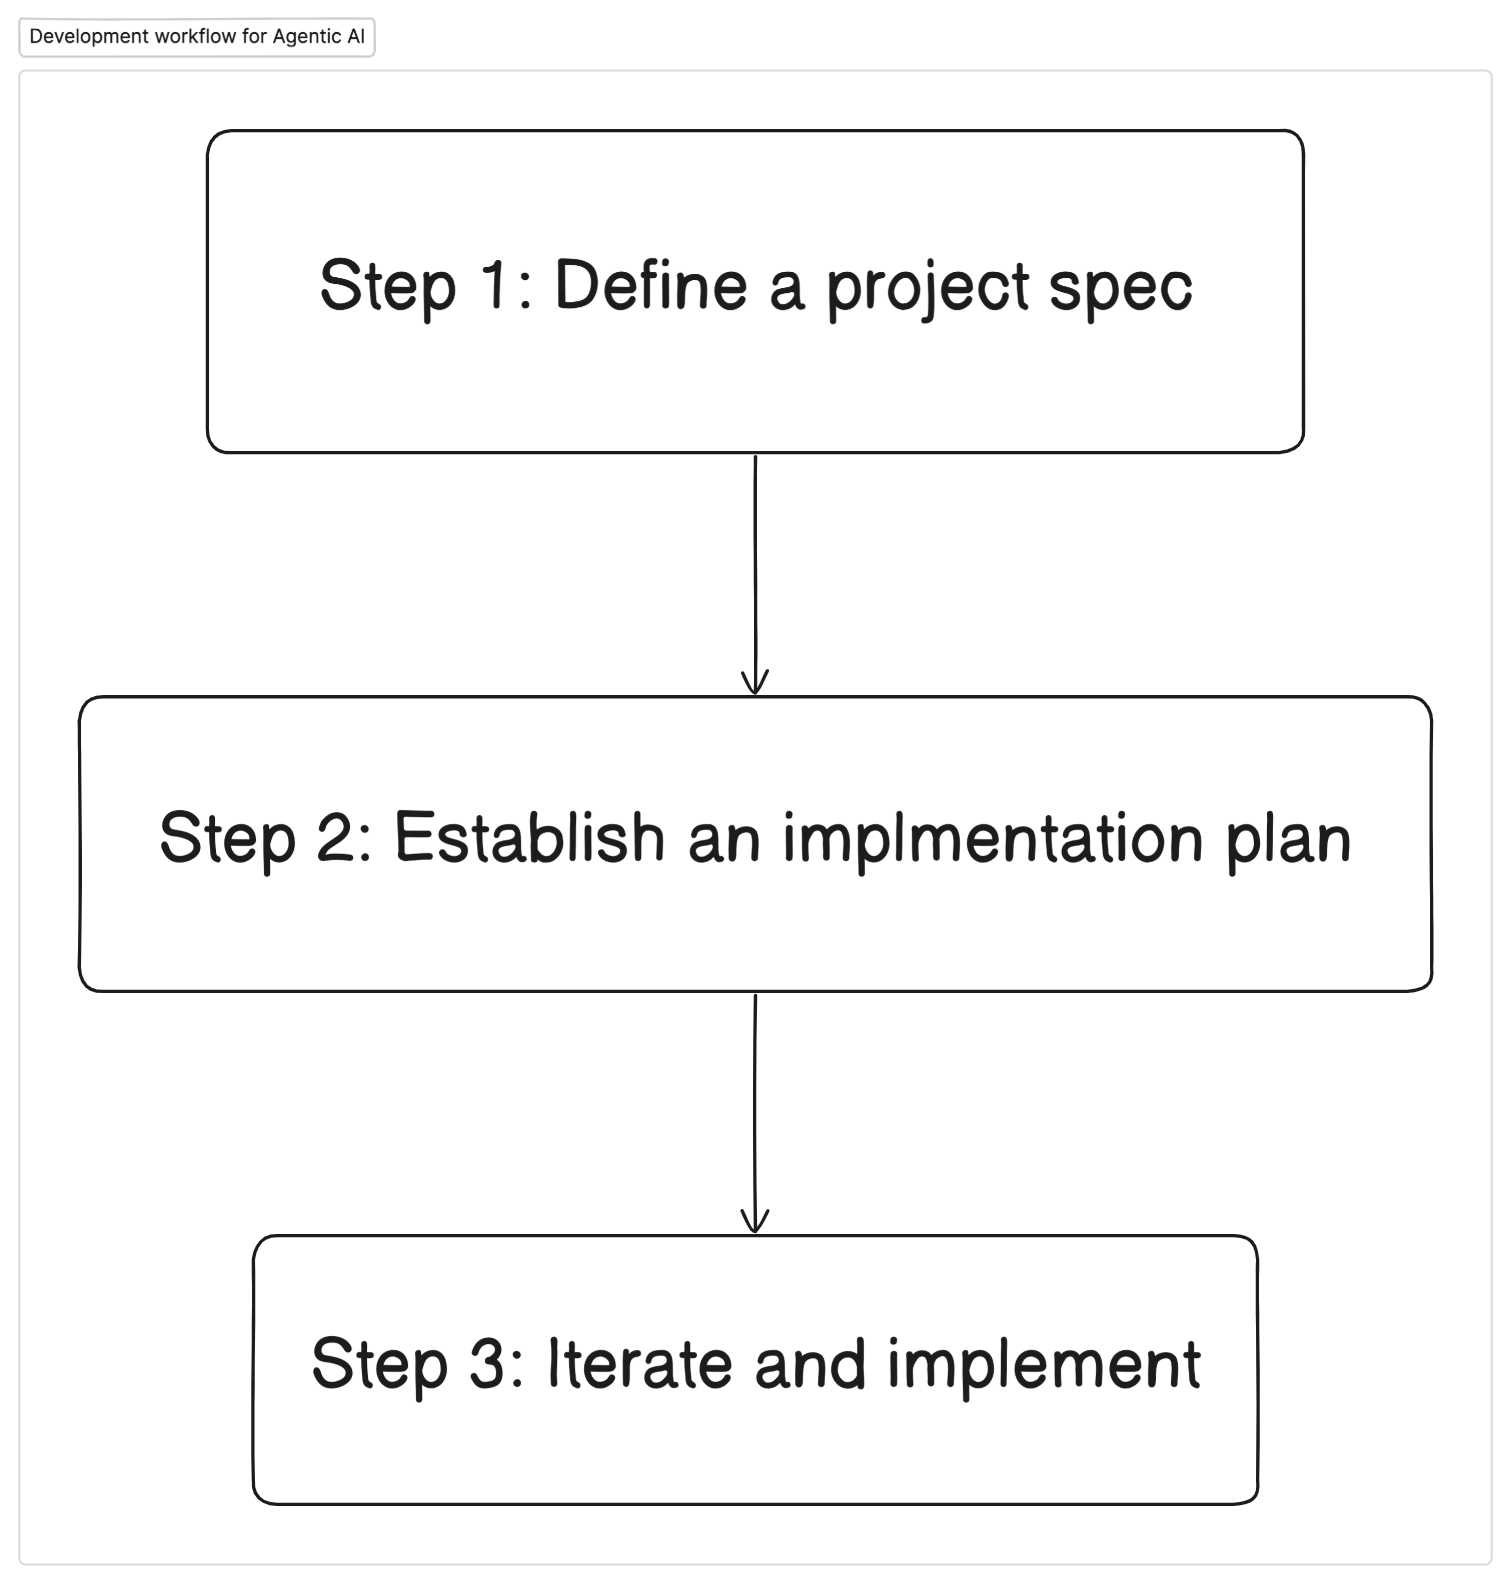 Development workflow for Agentic AI
Step 1: Define a project spec
Step 2: Establish an implmentation plan
Step 3: Iterate and implement